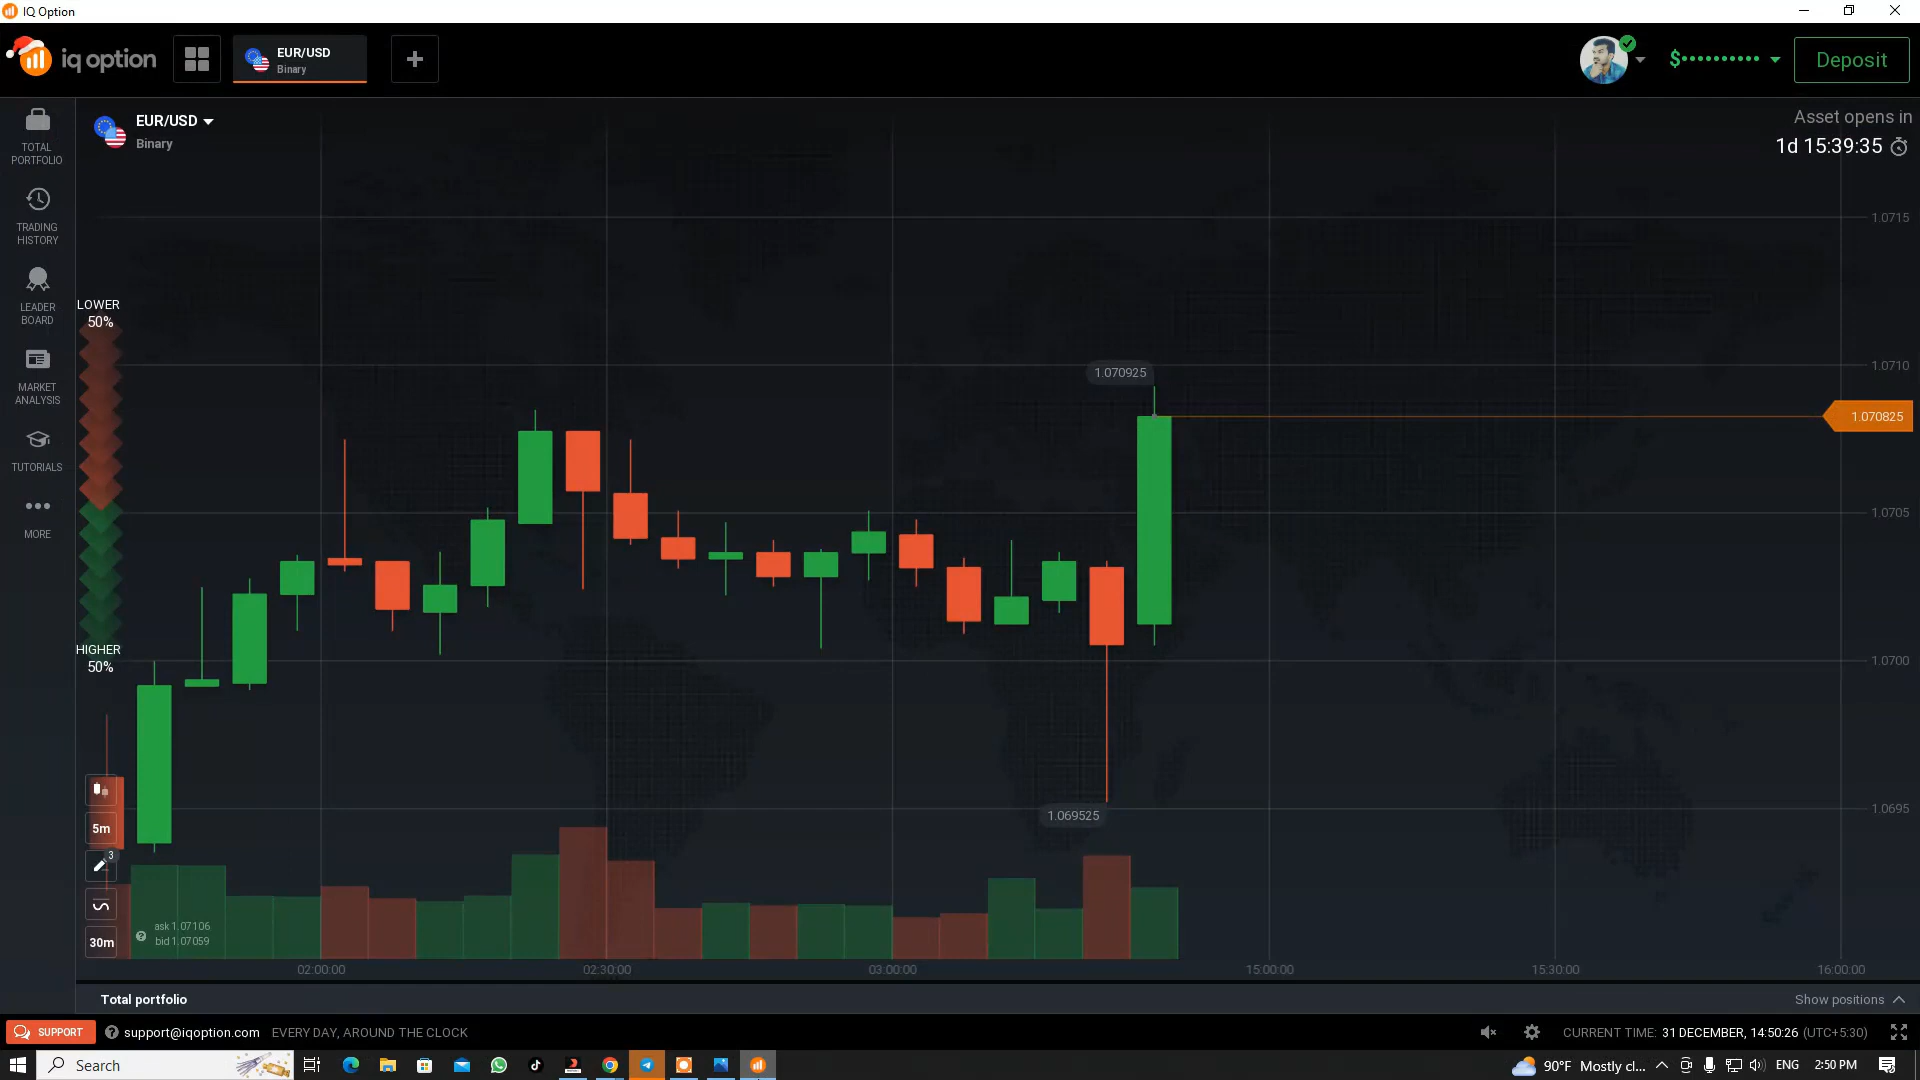 IQ Option
iq option
EUR/USD
Binary
$
Deposit
EUR/USD
Binary
Asset opens in
1d 15:39:35
TOTAL
PORTFOLIO
TRADING
HISTORY
LEADER
BOARD
MARKET
ANALYSIS
TUTORIALS
MORE
LOWER
50%
HIGHER
50%
1.0715
1.0710
1.070925
1.070825
1.0705
1.0700
1.0695
1.069525
5m
3
30m
ask 1.07106
bid 1.07059
02:00:00
02:30:00
03:00:00
15:00:00
15:30:00
16:00:00
Total portfolio
Show positions
SUPPORT
support@iqoption.com
EVERY DAY, AROUND THE CLOCK
CURRENT TIME: 31 DECEMBER, 14:50:26 (UTC+5:30)
Search
90°F Mostly cl...
ENG
2:50 PM